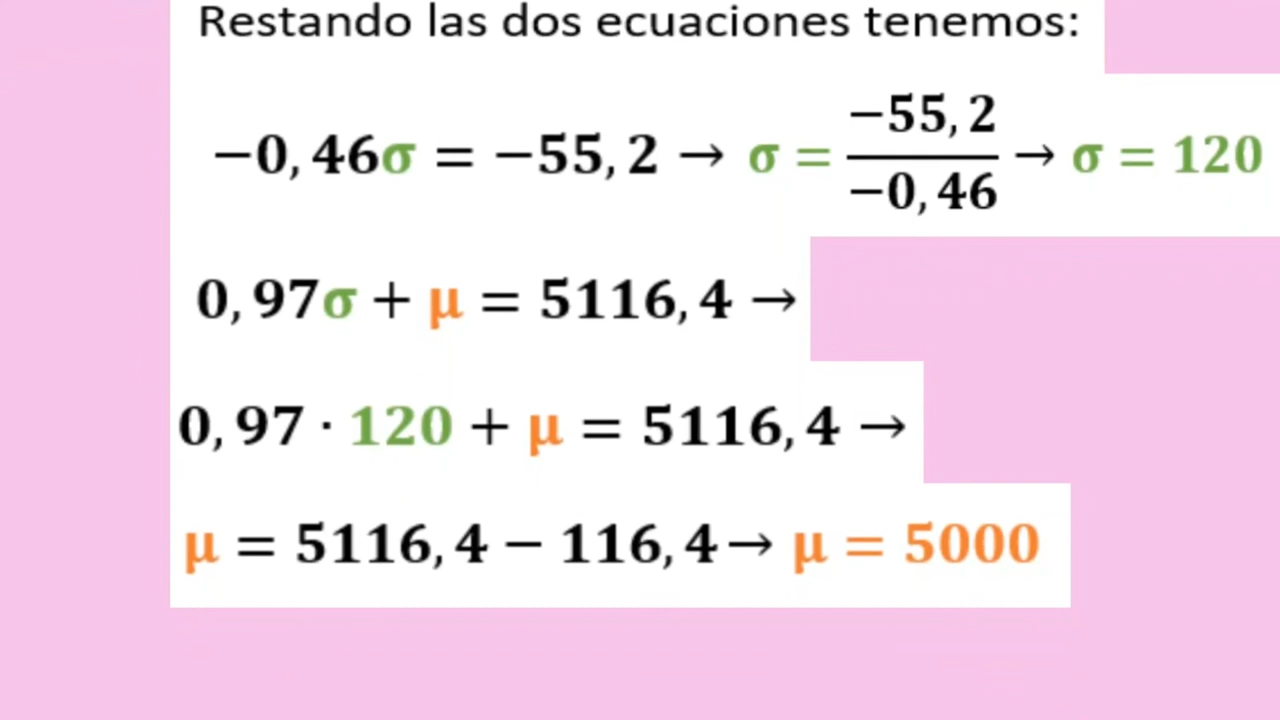 Restando las dos ecuaciones tenemos:
−0,46σ = −55,2 → σ = −55,2 / −0,46 → σ = 120
0,97σ + μ = 5116,4 →
0,97 · 120 + μ = 5116,4 →
μ = 5116,4 − 116,4 → μ = 5000